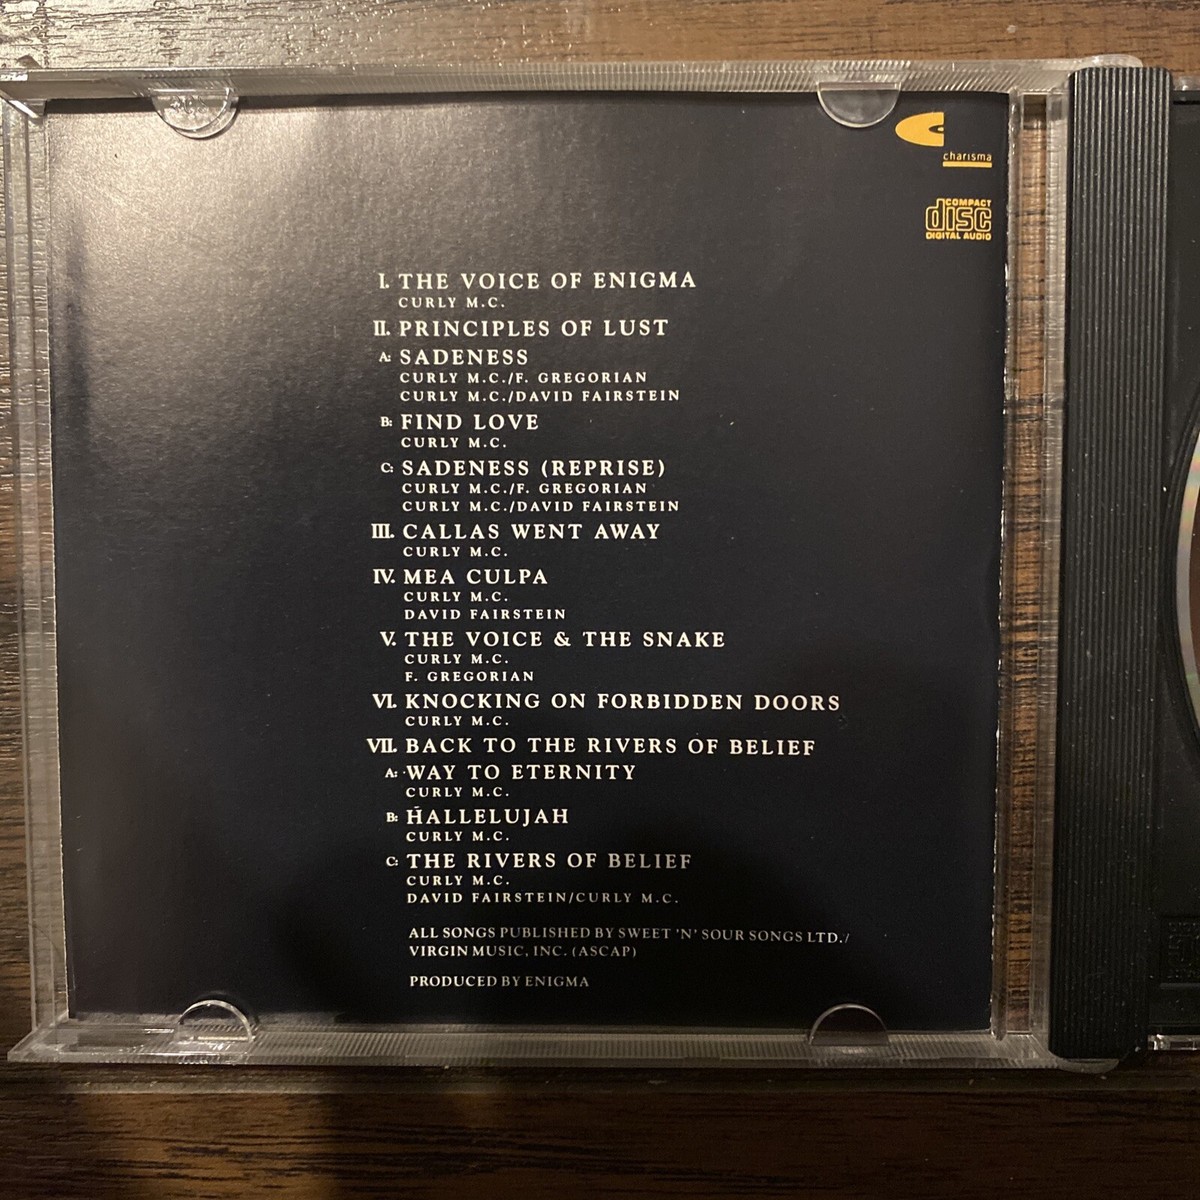 charisma
COMPACT
disc
DIGITAL AUDIO
I. THE VOICE OF ENIGMA
CURLY M.C.
II. PRINCIPLES OF LUST
A: SADENESS
CURLY M.C./F. GREGORIAN
CURLY M.C./DAVID FAIRSTEIN
B: FIND LOVE
CURLY M.C.
C: SADENESS (REPRISE)
CURLY M.C./F. GREGORIAN
CURLY M.C./DAVID FAIRSTEIN
III. CALLAS WENT AWAY
CURLY M.C.
IV. MEA CULPA
CURLY M.C.
DAVID FAIRSTEIN
V. THE VOICE & THE SNAKE
CURLY M.C.
F. GREGORIAN
VI. KNOCKING ON FORBIDDEN DOORS
CURLY M.C.
VII. BACK TO THE RIVERS OF BELIEF
A: WAY TO ETERNITY
CURLY M.C.
B: HALLELUJAH
CURLY M.C.
C: THE RIVERS OF BELIEF
CURLY M.C.
DAVID FAIRSTEIN/CURLY M.C.
ALL SONGS PUBLISHED BY SWEET 'N' SOUR SONGS LTD./
VIRGIN MUSIC, INC. (ASCAP)
PRODUCED BY ENIGMA